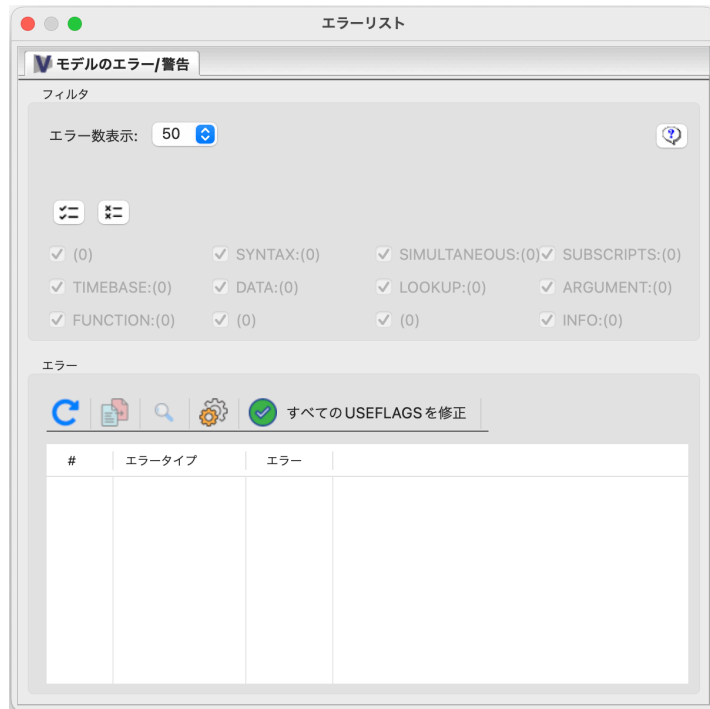 エラーリスト
モデルのエラー/警告
フィルタ
エラー数表示: 50
(0) SYNTAX:(0) SIMULTANEOUS:(0) SUBSCRIPTS:(0)
TIMEBASE:(0) DATA:(0) LOOKUP:(0) ARGUMENT:(0)
FUNCTION:(0) (0) (0) INFO:(0)
エラー
すべてのUSEFLAGSを修正
# エラータイプ エラー